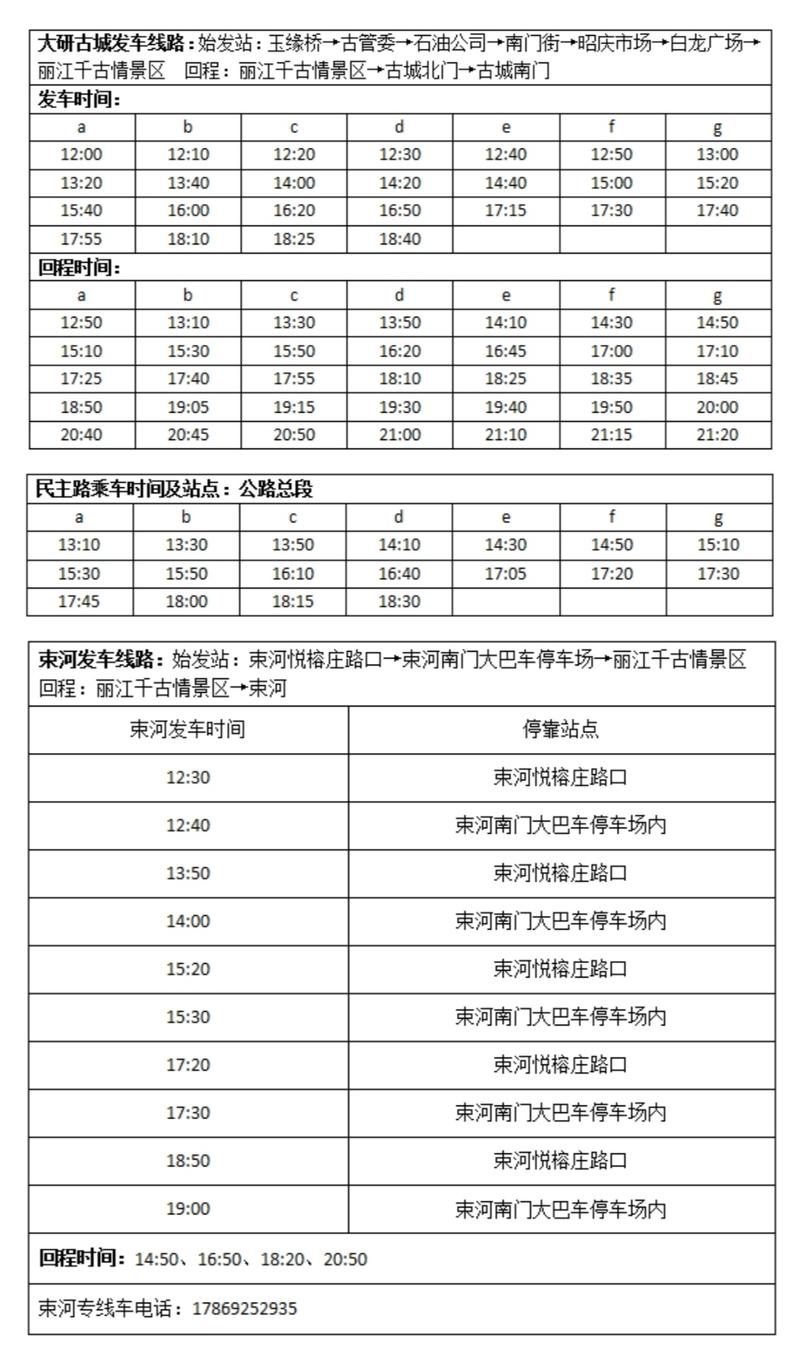 大研古城发车线路:始发站：玉缘桥→古管委→石油公司→南门街→昭庆市场→白龙广场→
丽江千古情景区 回程：丽江千古情景区→古城北门→古城南门
发车时间：
a b c d e f g
12:00 12:10 12:20 12:30 12:40 12:50 13:00
13:20 13:40 14:00 14:20 14:40 15:00 15:20
15:40 16:00 16:20 16:50 17:15 17:30 17:40
17:55 18:10 18:25 18:40
回程时间：
a b c d e f g
12:50 13:10 13:30 13:50 14:10 14:30 14:50
15:10 15:30 15:50 16:20 16:45 17:00 17:10
17:25 17:40 17:55 18:10 18:25 18:35 18:45
18:50 19:05 19:15 19:30 19:40 19:50 20:00
20:40 20:45 20:50 21:00 21:10 21:15 21:20
民主路乘车时间及站点：公路总段
a b c d e f g
13:10 13:30 13:50 14:10 14:30 14:50 15:10
15:30 15:50 16:10 16:40 17:05 17:20 17:30
17:45 18:00 18:15 18:30
束河发车线路：始发站：束河悦榕庄路口→束河南门大巴车停车场→丽江千古情景区
回程：丽江千古情景区→束河
束河发车时间 停靠站点
12:30 束河悦榕庄路口
12:40 束河南门大巴车停车场内
13:50 束河悦榕庄路口
14:00 束河南门大巴车停车场内
15:20 束河悦榕庄路口
15:30 束河南门大巴车停车场内
17:20 束河悦榕庄路口
17:30 束河南门大巴车停车场内
18:50 束河悦榕庄路口
19:00 束河南门大巴车停车场内
回程时间：14:50、16:50、18:20、20:50
束河专线车电话：17869252935